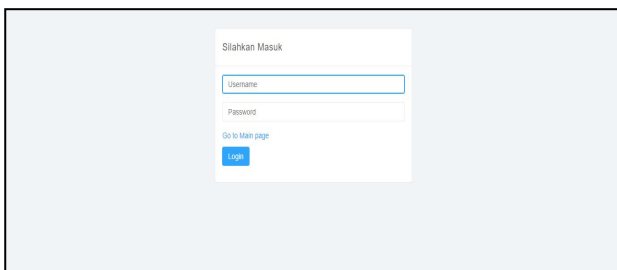 Silahkan Masuk
Username
Password
Go to Main page
Login